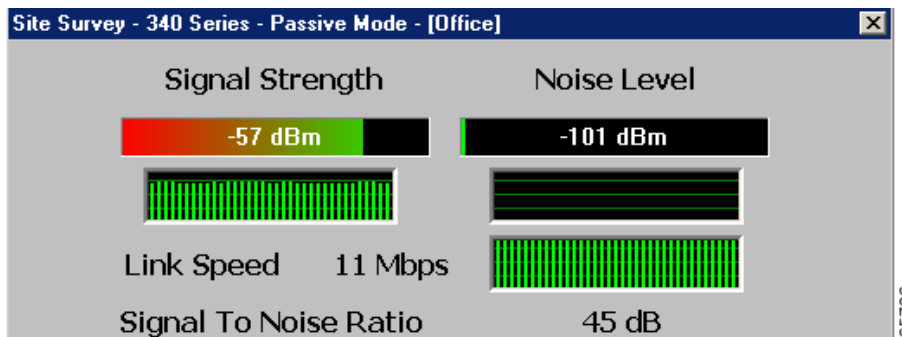 Site Survey - 340 Series - Passive Mode - [Office]
Signal Strength Noise Level
-57 dBm -101 dBm
Link Speed 11 Mbps
Signal To Noise Ratio 45 dB